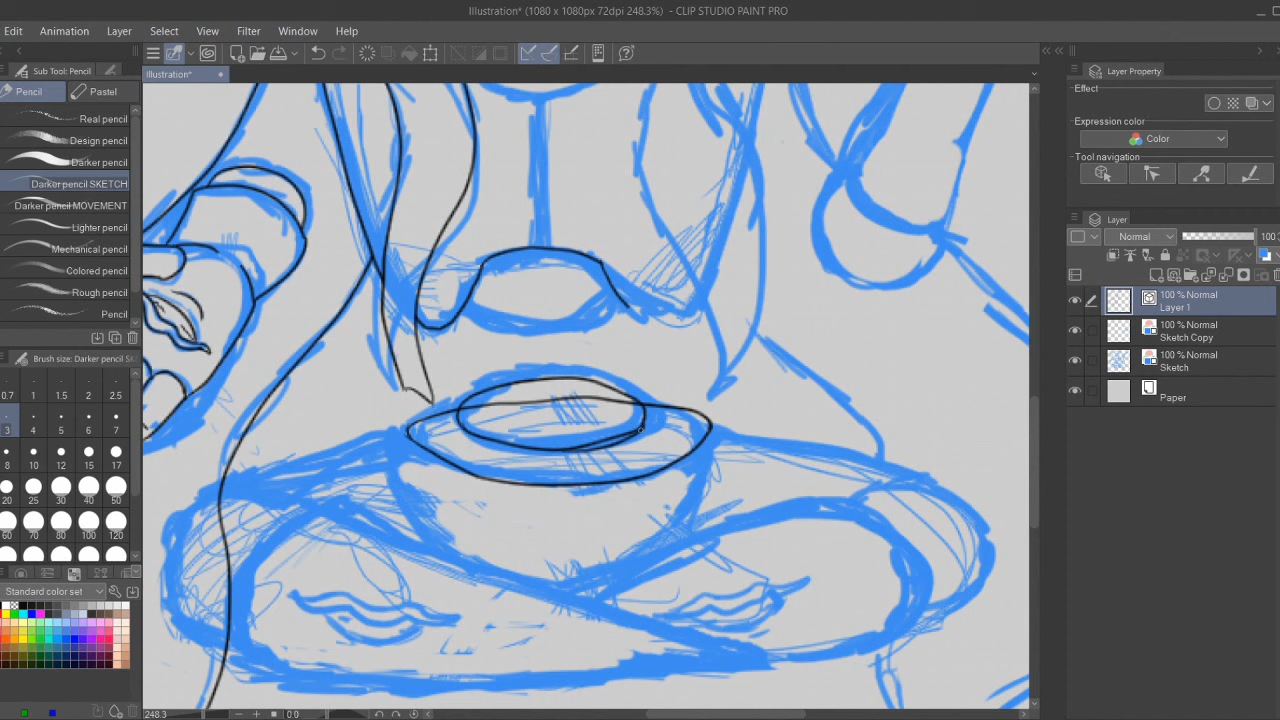 Illustration* (1080 x 1080px 72dpi 248.3%) - CLIP STUDIO PAINT PRO
Edit Animation Layer Select View Filter Window Help
Sub Tool: Pencil
Illustration*
Layer Property
Pencil Pastel
Effect
Real pencil
Expression color
Design pencil
Color
Darker pencil
Tool navigation
Darker pencil SKETCH
Darker pencil MOVEMENT
Layer
Lighter pencil
Normal 100
Mechanical pencil
Colored pencil
Rough pencil
100 % Normal
Layer 1
Pencil
100 % Normal
Sketch Copy
Brush size: Darker pencil SK
100 % Normal
Sketch
0.7 1 1.5 2 2.5
Paper
3 4 5 6 7
8 10 12 15 17
20 25 30 40 50
60 70 80 100 120
Standard color set
248.3 0.0